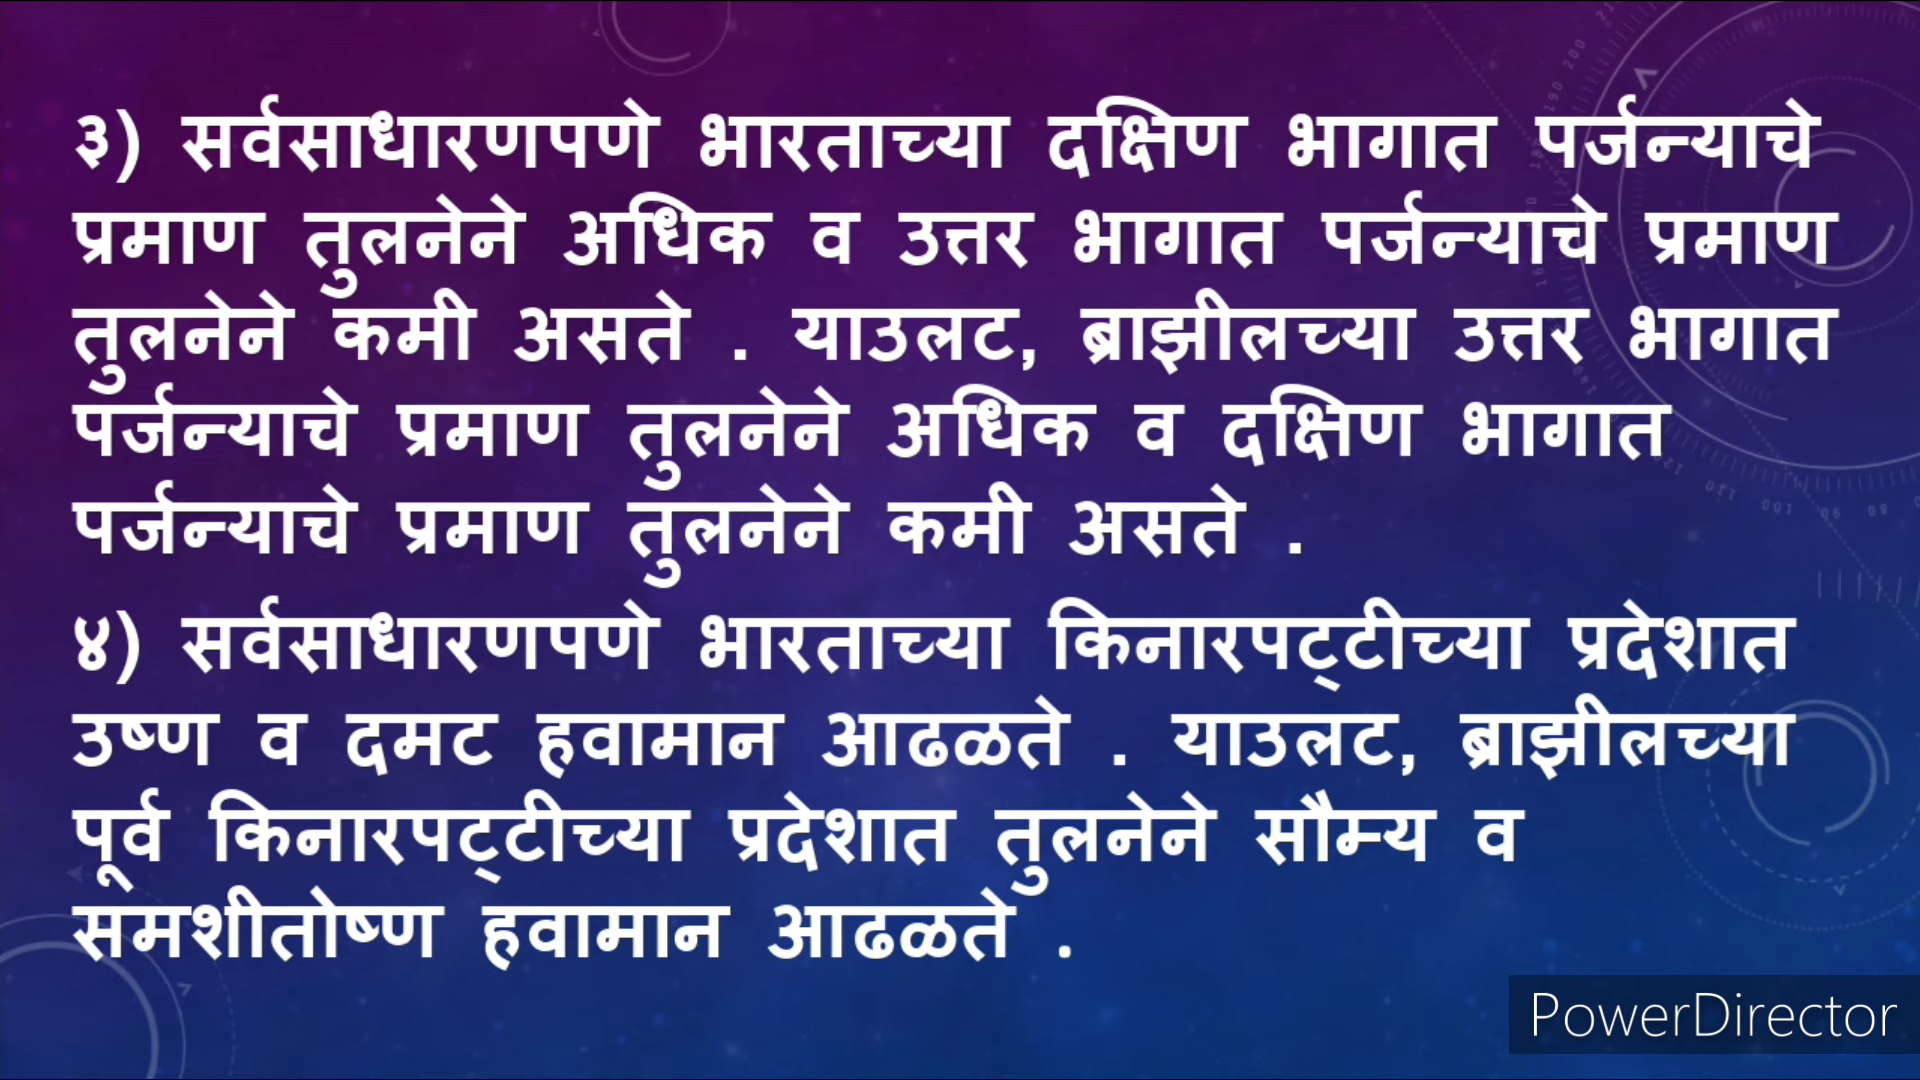 ३) सर्वसाधारणपणे भारताच्या दक्षिण भागात पर्जन्याचे
प्रमाण तुलनेने अधिक व उत्तर भागात पर्जन्याचे प्रमाण
तुलनेने कमी असते . याउलट, ब्राझीलच्या उत्तर भागात
पर्जन्याचे प्रमाण तुलनेने अधिक व दक्षिण भागात
पर्जन्याचे प्रमाण तुलनेने कमी असते .
४) सर्वसाधारणपणे भारताच्या किनारपट्टीच्या प्रदेशात
उष्ण व दमट हवामान आढळते . याउलट, ब्राझीलच्या
पूर्व किनारपट्टीच्या प्रदेशात तुलनेने सौम्य व
समशीतोष्ण हवामान आढळते .
PowerDirector